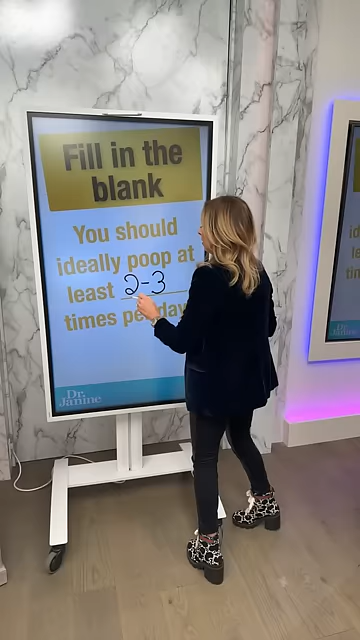 Fill in the
blank
You should
ideally poop at
least 2-3
times per day
Dr.
Janine